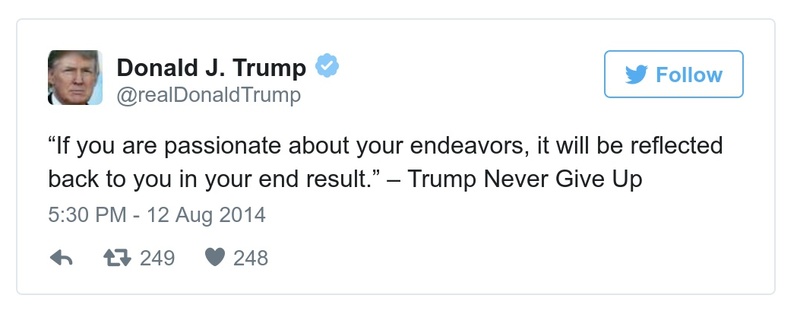 Donald J. Trump
@realDonaldTrump
Follow
“If you are passionate about your endeavors, it will be reflected
back to you in your end result.” – Trump Never Give Up
5:30 PM - 12 Aug 2014
249 248